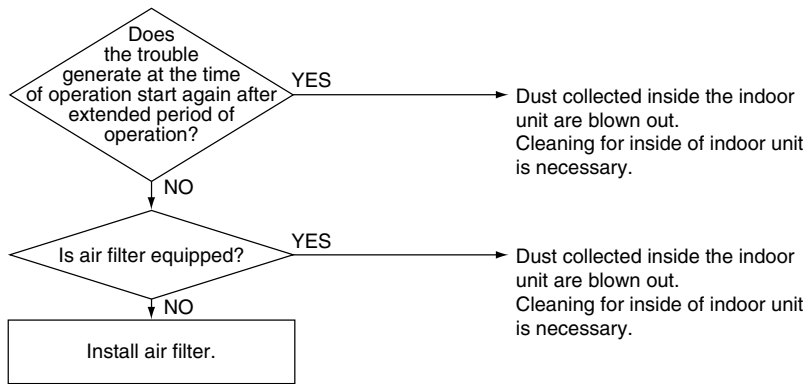 Does
the trouble
generate at the time
of operation start again after
extended period of
operation?
YES
Dust collected inside the indoor
unit are blown out.
Cleaning for inside of indoor unit
is necessary.
NO
Is air filter equipped?
YES
Dust collected inside the indoor
unit are blown out.
Cleaning for inside of indoor unit
is necessary.
NO
Install air filter.